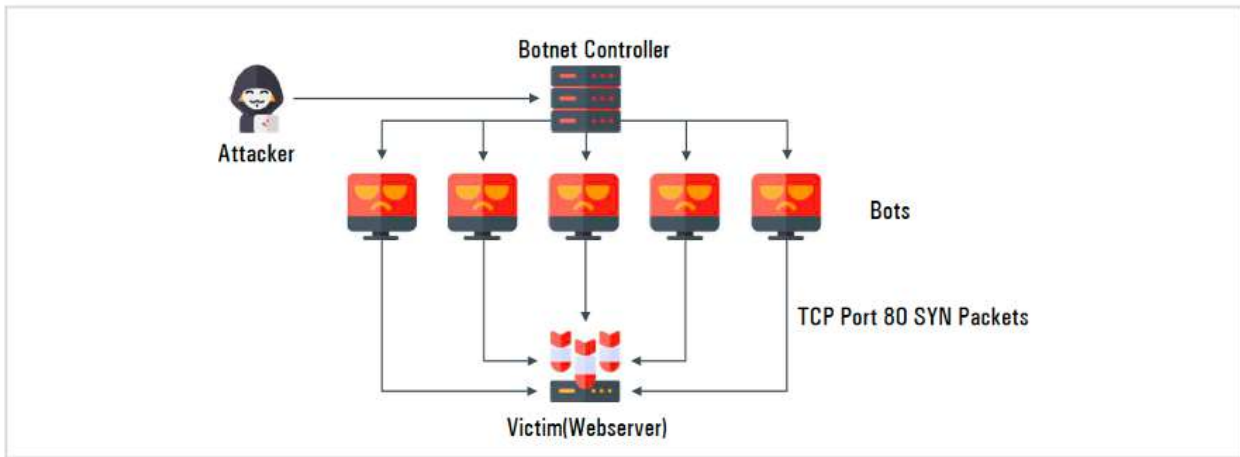 Botnet Controller
Attacker
Bots
TCP Port 80 SYN Packets
Victim(Webserver)